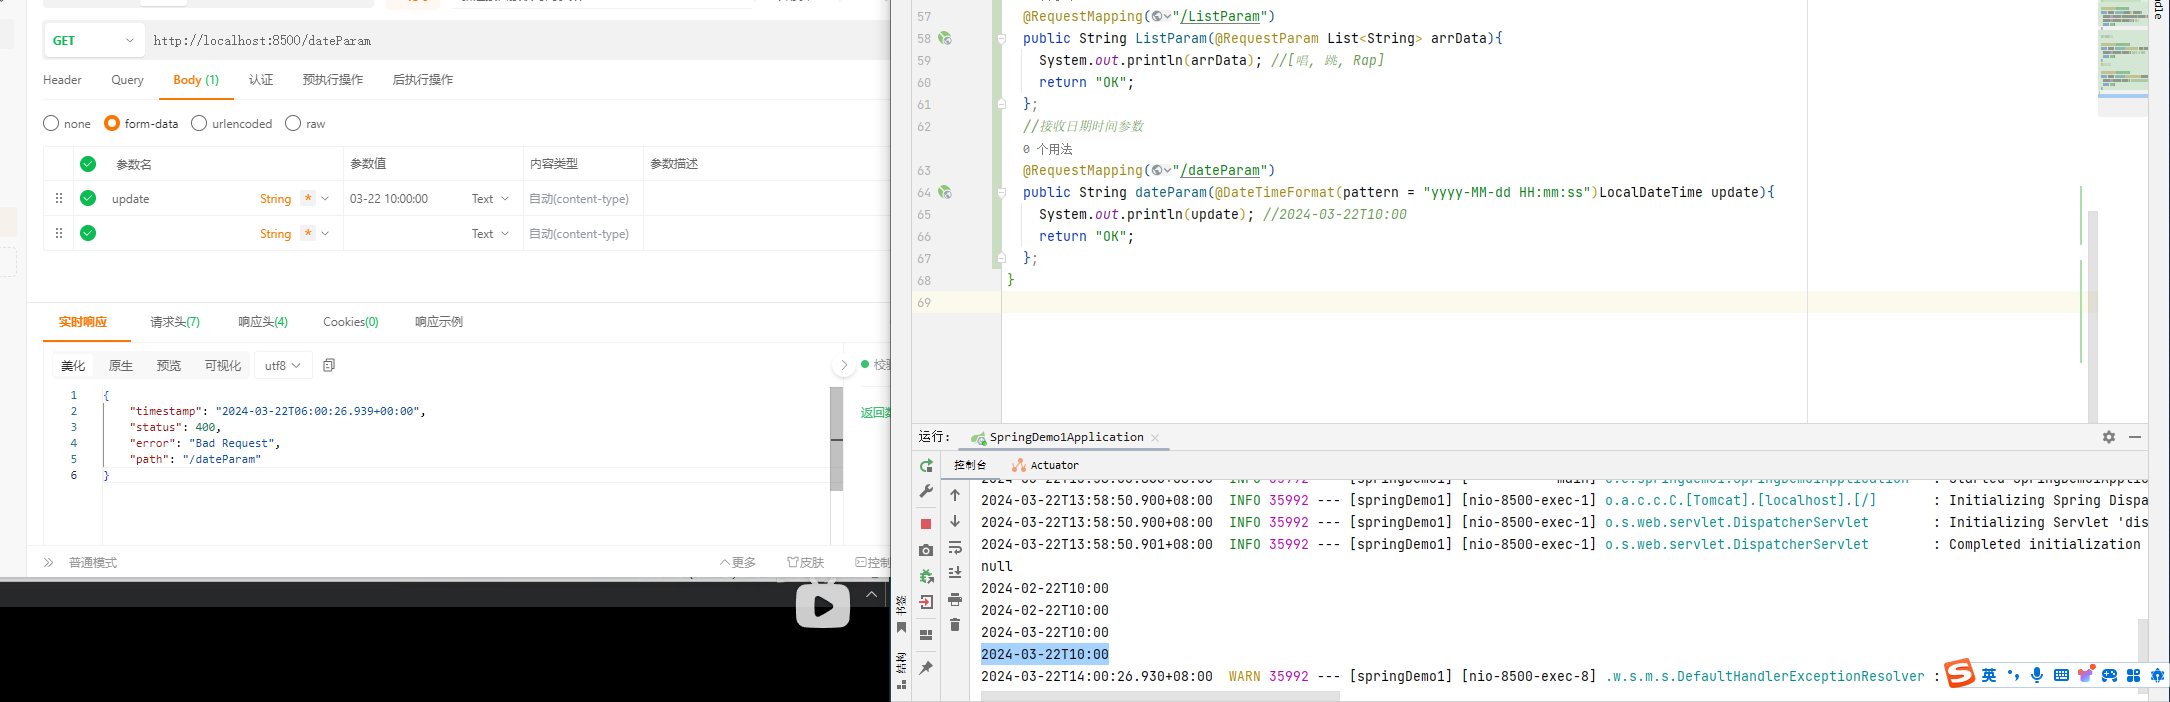 GET http://localhost:8500/dateParam
Header Query Body (1) 认证 预执行操作 后执行操作
none form-data urlencoded raw
参数名 参数值 内容类型 参数描述
update String * 03-22 10:00:00 Text 自动(content-type)
String * Text 自动(content-type)
实时响应 请求头(7) 响应头(4) Cookies(0) 响应示例
美化 原生 预览 可视化 utf8
1 {
2 "timestamp": "2024-03-22T06:00:26.939+00:00",
3 "status": 400,
4 "error": "Bad Request",
5 "path": "/dateParam"
6 }
普通模式 更多 皮肤
57 @RequestMapping("/ListParam")
58 public String ListParam(@RequestParam List<String> arrData){
59 System.out.println(arrData); //[唱, 跳, Rap]
60 return "OK";
61 };
62 //接收日期时间参数
0 个用法
63 @RequestMapping("/dateParam")
64 public String dateParam(@DateTimeFormat(pattern = "yyyy-MM-dd HH:mm:ss")LocalDateTime update){
65 System.out.println(update); //2024-03-22T10:00
66 return "OK";
67 };
68 }
69
运行: SpringDemo1Application
控制台 Actuator
2024-03-22T13:58:50.900+08:00 INFO 35992 --- [springDemo1] [nio-8500-exec-1] o.a.c.c.C.[Tomcat].[localhost].[/] : Initializing Spring Dispa
2024-03-22T13:58:50.900+08:00 INFO 35992 --- [springDemo1] [nio-8500-exec-1] o.s.web.servlet.DispatcherServlet : Initializing Servlet 'dis
2024-03-22T13:58:50.901+08:00 INFO 35992 --- [springDemo1] [nio-8500-exec-1] o.s.web.servlet.DispatcherServlet : Completed initialization
null
2024-02-22T10:00
2024-02-22T10:00
2024-03-22T10:00
2024-03-22T10:00
2024-03-22T14:00:26.930+08:00 WARN 35992 --- [springDemo1] [nio-8500-exec-8] .w.s.m.s.DefaultHandlerExceptionResolver :
书签
结构
英